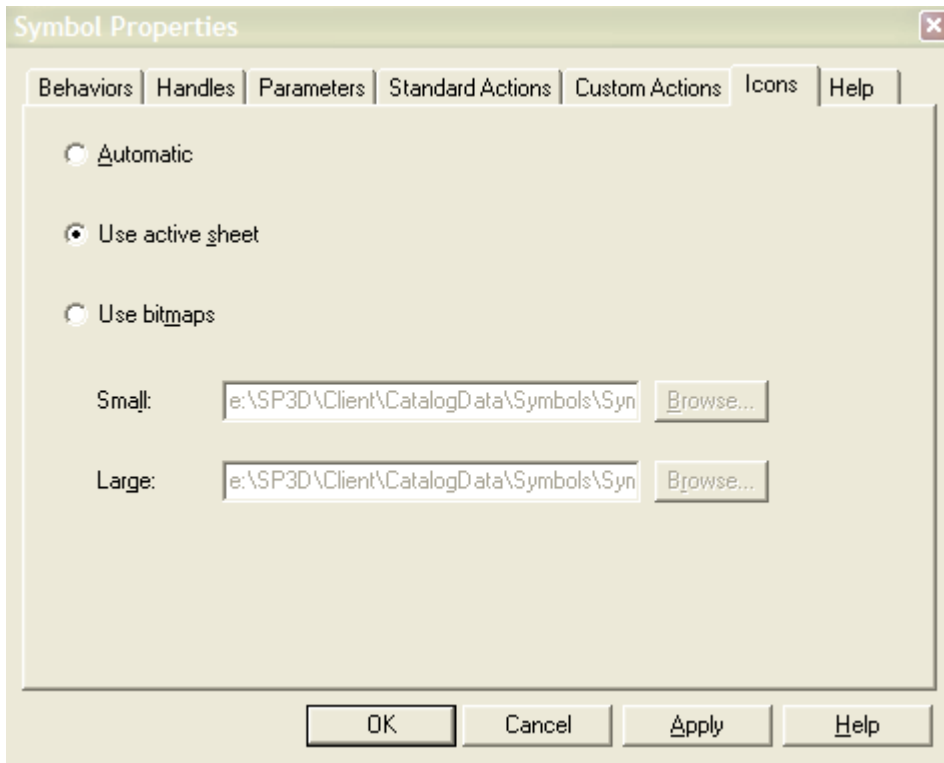 Symbol Properties
Behaviors Handles Parameters Standard Actions Custom Actions Icons Help
Automatic
Use active sheet
Use bitmaps
Small: e:\SP3D\Client\CatalogData\Symbols\Syn Browse...
Large: e:\SP3D\Client\CatalogData\Symbols\Syn Browse...
OK Cancel Apply Help